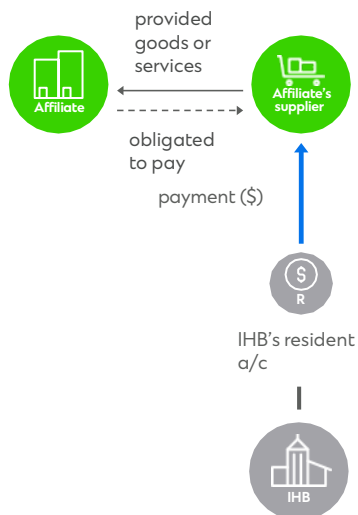 provided
goods or
services
Affiliate
Affiliate's
supplier
obligated
to pay
payment ($)
$
R
IHB's resident
a/c
IHB